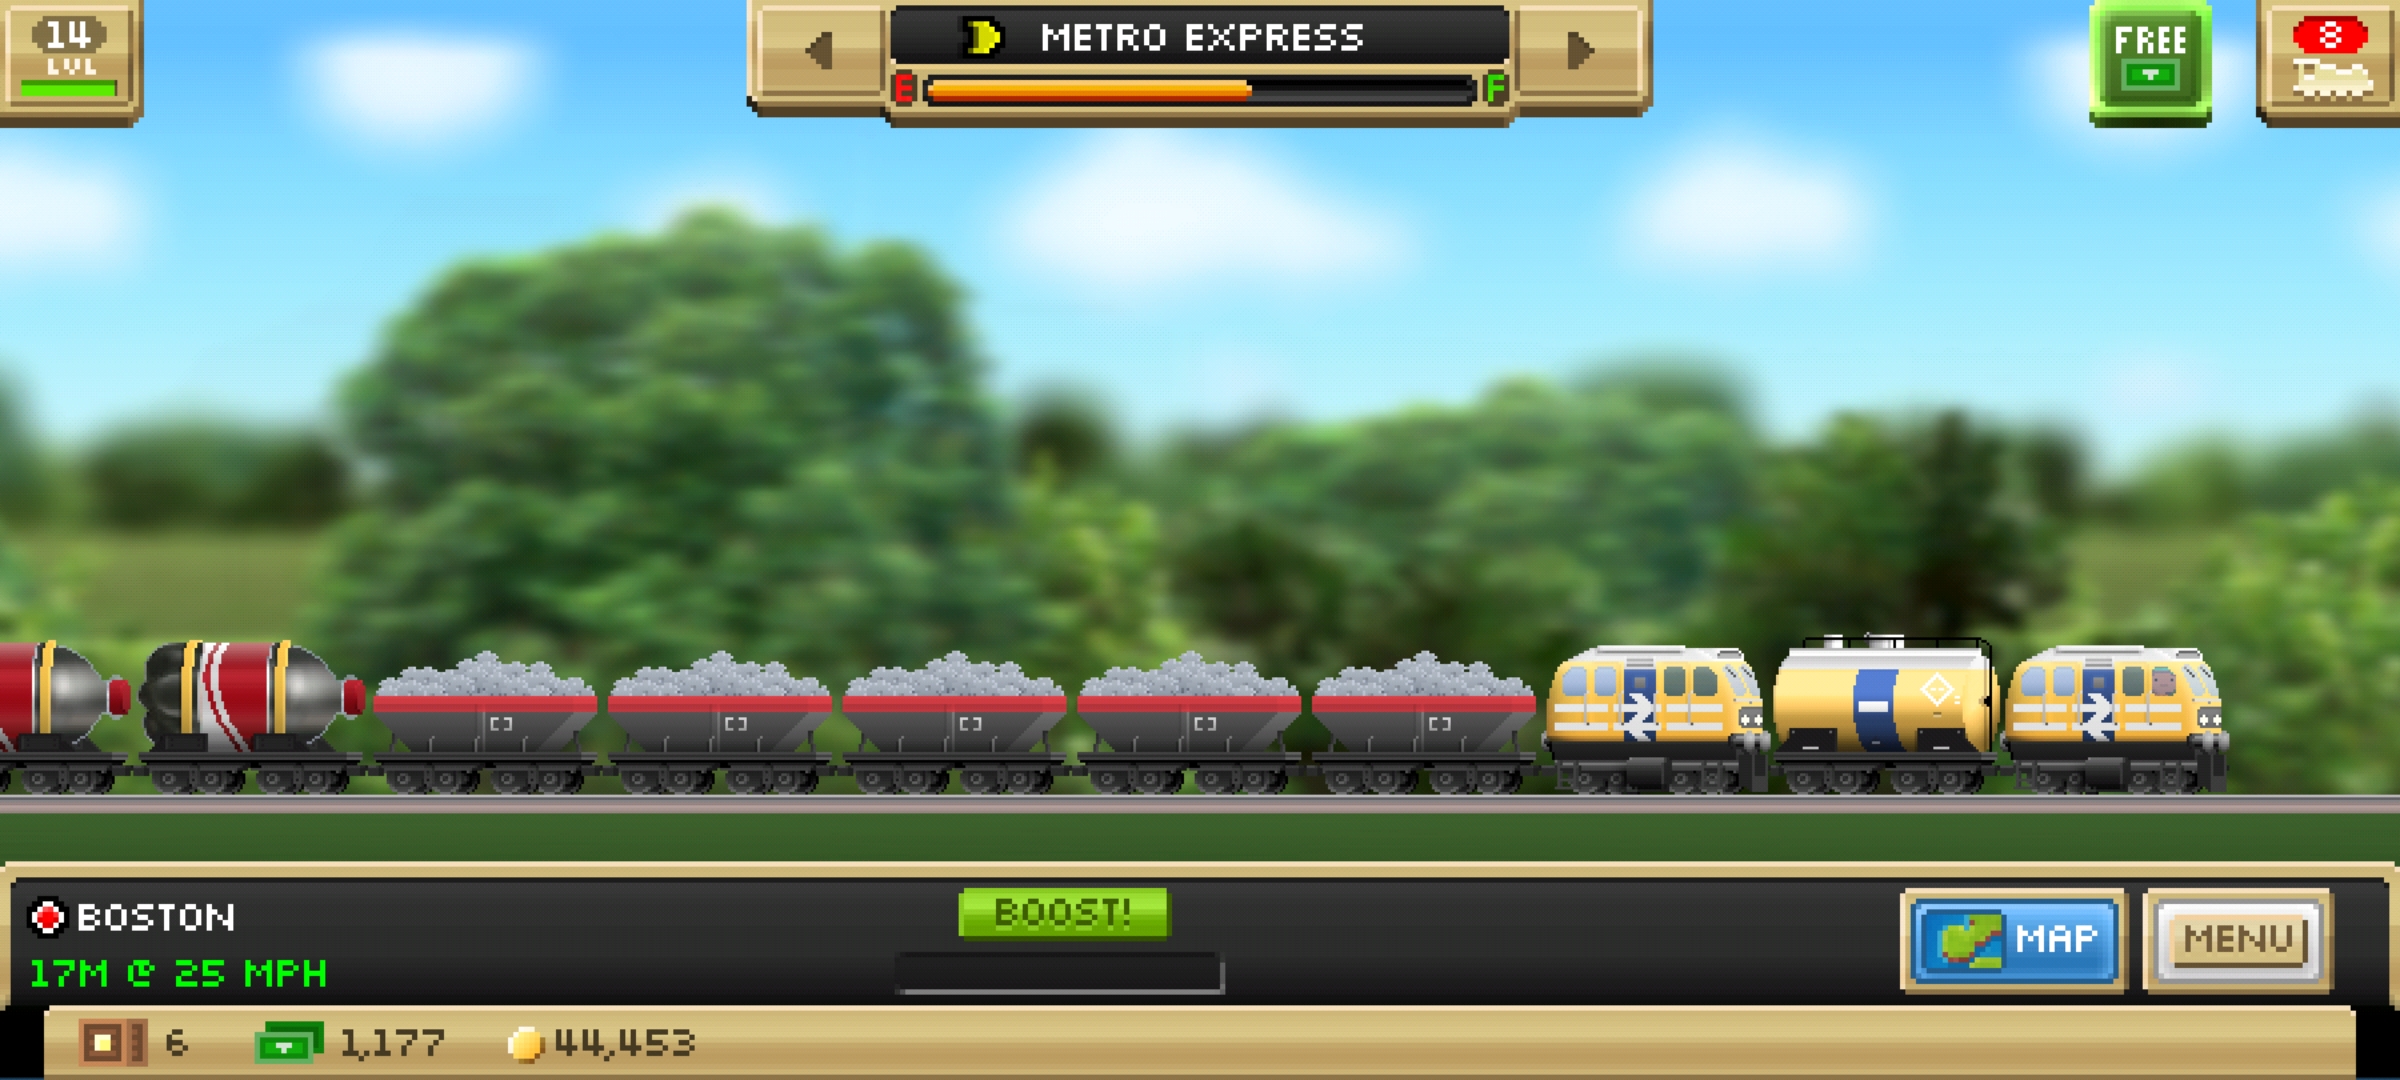 14
LVL
METRO EXPRESS
E F
FREE
8
BOSTON
17M @ 25 MPH
BOOST!
MAP
MENU
6
1,177
44,453